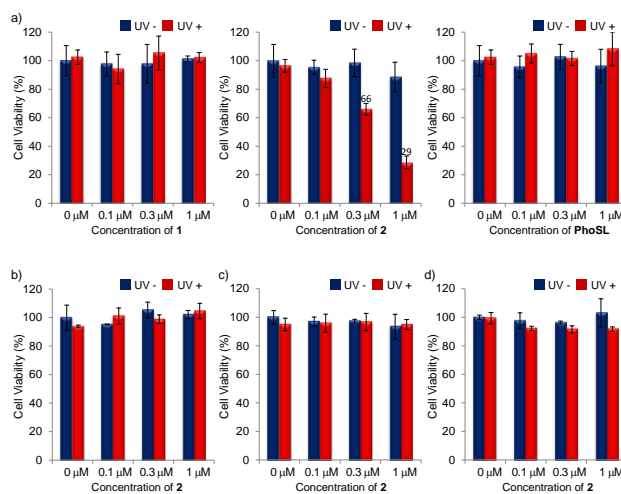 a)
UV - UV +
Cell Viability (%)
120
100
80
60
40
20
0
0 μM 0.1 μM 0.3 μM 1 μM
Concentration of 1
UV - UV +
Cell Viability (%)
120
100
80
60
40
20
0
66
29
0 μM 0.1 μM 0.3 μM 1 μM
Concentration of 2
UV - UV +
Cell Viability (%)
120
100
80
60
40
20
0
0 μM 0.1 μM 0.3 μM 1 μM
Concentration of PhoSL
b)
UV - UV +
Cell Viability (%)
120
100
80
60
40
20
0
0 μM 0.1 μM 0.3 μM 1 μM
Concentration of 2
c)
UV - UV +
Cell Viability (%)
120
100
80
60
40
20
0
0 μM 0.1 μM 0.3 μM 1 μM
Concentration of 2
d)
UV - UV +
Cell Viability (%)
120
100
80
60
40
20
0
0 μM 0.1 μM 0.3 μM 1 μM
Concentration of 2